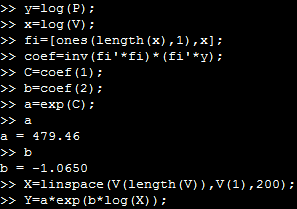 >> y=log(P);
>> x=log(V);
>> fi=[ones(length(x),1),x];
>> coef=inv(fi'*fi)*(fi'*y);
>> C=coef(1);
>> b=coef(2);
>> a=exp(C);
>> a
a = 479.46
>> b
b = -1.0650
>> X=linspace(V(length(V)),V(1),200);
>> Y=a*exp(b*log(X));